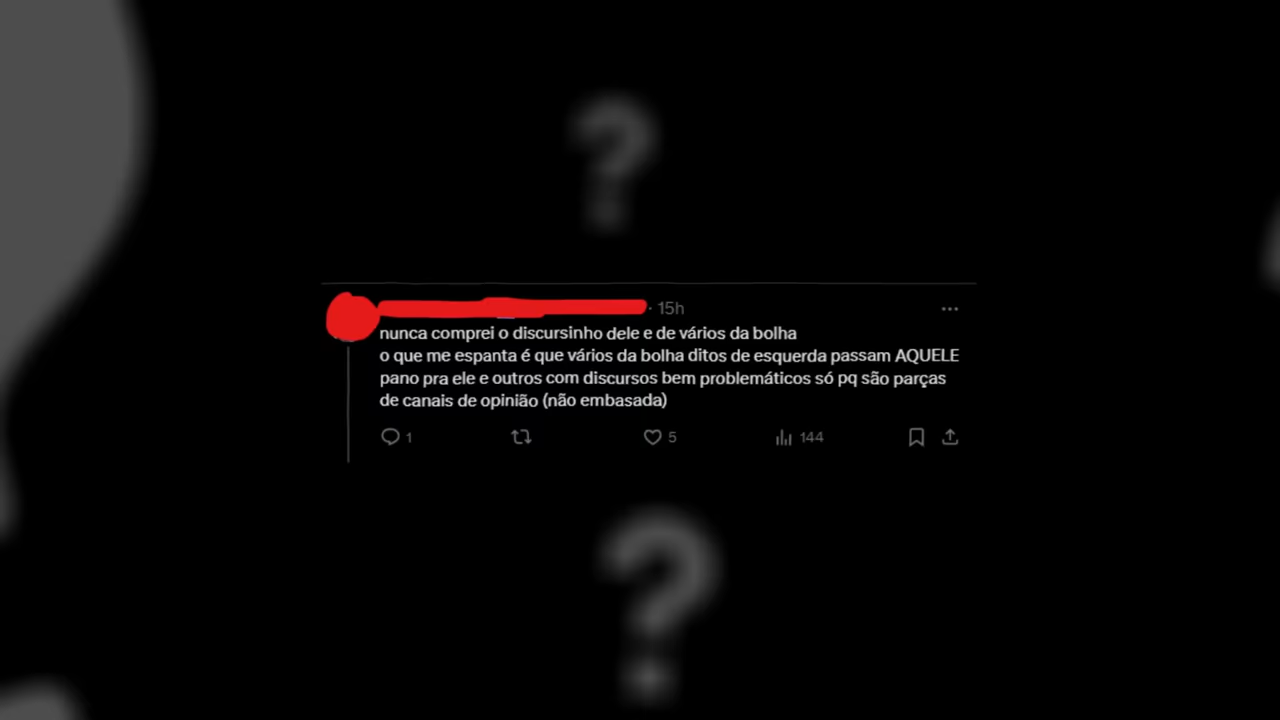 ?
· 15h
nunca comprei o discursinho dele e de vários da bolha
o que me espanta é que vários da bolha ditos de esquerda passam AQUELE
pano pra ele e outros com discursos bem problemáticos só pq são parças
de canais de opinião (não embasada)
1 5 144
?